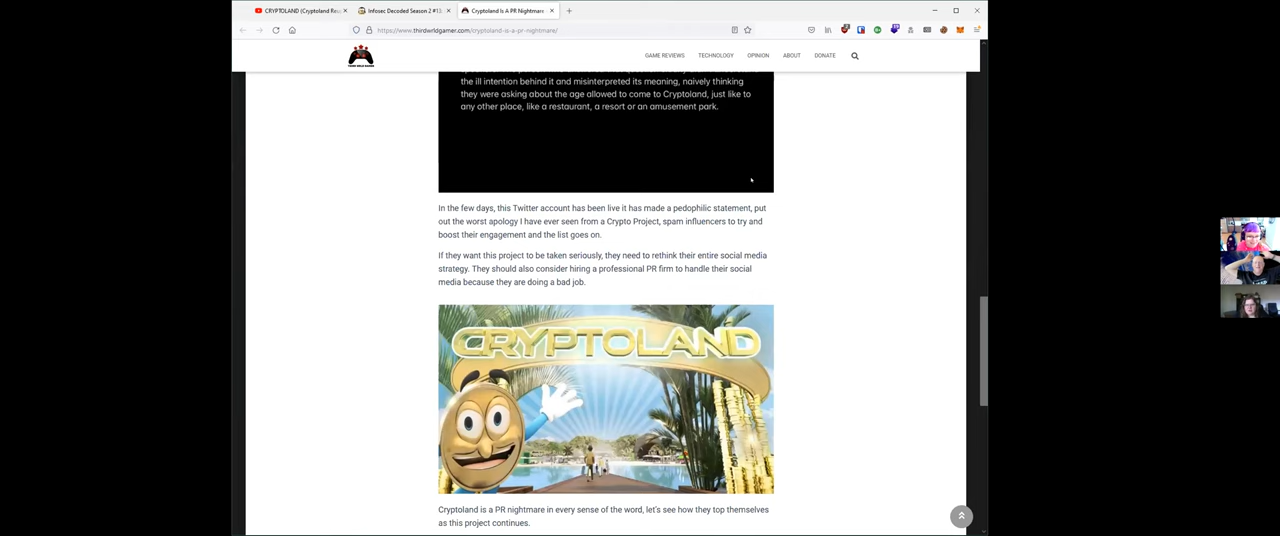 CRYPTOLAND (Cryptoland Rev
Infosec Decoded Season 2 #13:
Cryptoland Is A PR Nightmare
https://www.thirdwrldgamer.com/cryptoland-is-a-pr-nightmare/
GAME REVIEWS TECHNOLOGY OPINION ABOUT DONATE
the ill intention behind it and misinterpreted its meaning, naively thinking
they were asking about the age allowed to come to Cryptoland, just like to
any other place, like a restaurant, a resort or an amusement park.
In the few days, this Twitter account has been live it has made a pedophilic statement, put
out the worst apology I have ever seen from a Crypto Project, spam influencers to try and
boost their engagement and the list goes on.
If they want this project to be taken seriously, they need to rethink their entire social media
strategy. They should also consider hiring a professional PR firm to handle their social
media because they are doing a bad job.
CRYPTOLAND
Cryptoland is a PR nightmare in every sense of the word, let's see how they top themselves
as this project continues.